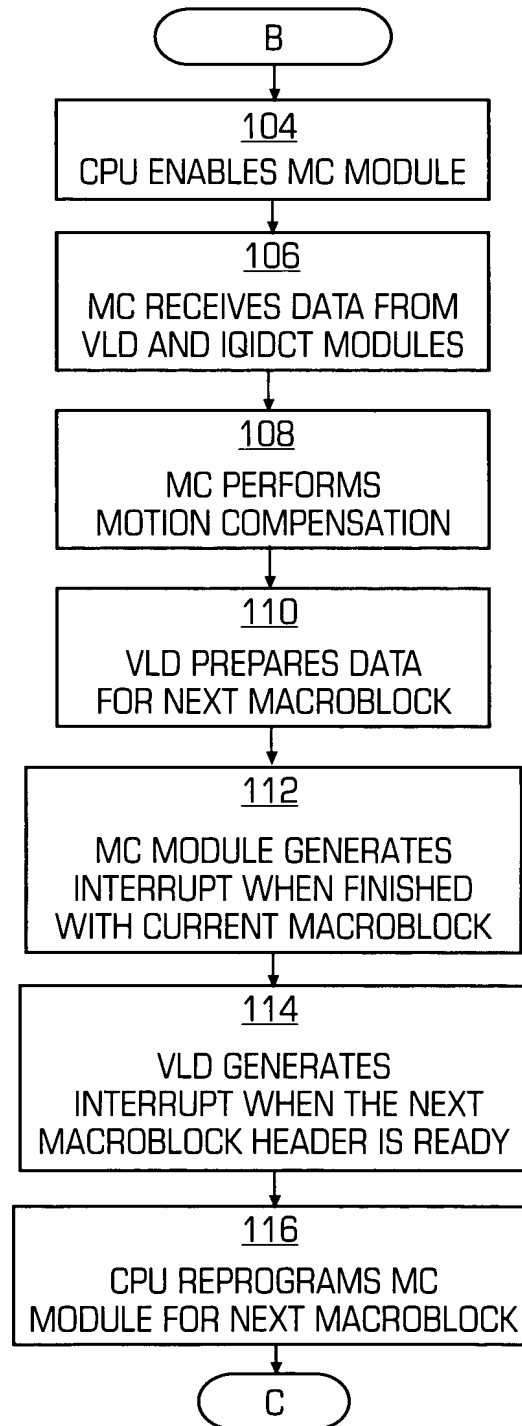 B
104
CPU ENABLES MC MODULE
106
MC RECEIVES DATA FROM
VLD AND IQIDCT MODULES
108
MC PERFORMS
MOTION COMPENSATION
110
VLD PREPARES DATA
FOR NEXT MACROBLOCK
112
MC MODULE GENERATES
INTERRUPT WHEN FINISHED
WITH CURRENT MACROBLOCK
114
VLD GENERATES
INTERRUPT WHEN THE NEXT
MACROBLOCK HEADER IS READY
116
CPU REPROGRAMS MC
MODULE FOR NEXT MACROBLOCK
C